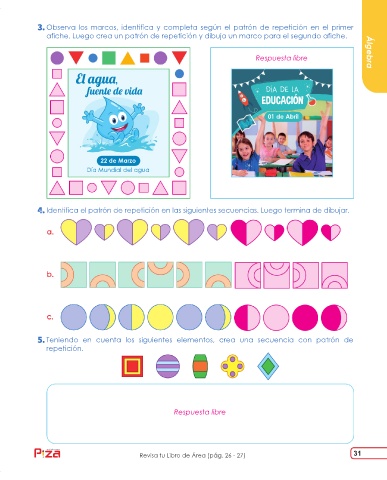 3. Observa los marcos, identifica y completa según el patrón de repetición en el primer
afiche. Luego crea un patrón de repetición y dibuja un marco para el segundo afiche.
Álgebra
Respuesta libre
El agua,
fuente de vida
22 de Marzo
Día Mundial del agua
DIA DE LA
EDUCACIÓN
01 de Abril
4. Identifica el patrón de repetición en las siguientes secuencias. Luego termina de dibujar.
a.
b.
c.
5. Teniendo en cuenta los siguientes elementos, crea una secuencia con patrón de
repetición.
Respuesta libre
Piza
Revisa tu Libro de Área (pág. 26 - 27)
31